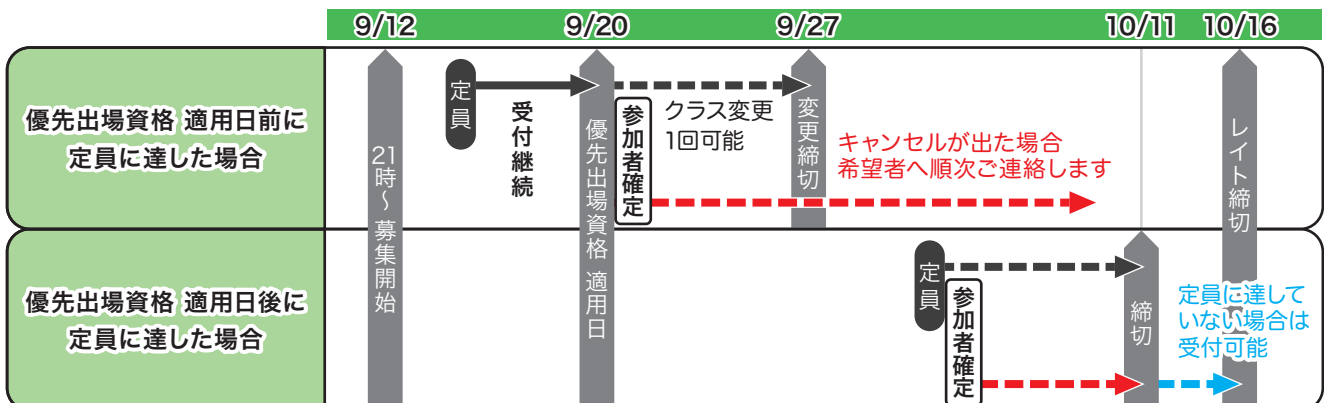 9/12 9/20 9/27 10/11 10/16
優先出場資格 適用日前に
定員に達した場合
21時～募集開始
定員
受付継続
優先出場資格 適用日
参加者確定
クラス変更
1回可能
変更締切
キャンセルが出た場合
希望者へ順次ご連絡します
レイト締切
優先出場資格 適用日後に
定員に達した場合
定員
参加者確定
締切
定員に達して
いない場合は
受付可能